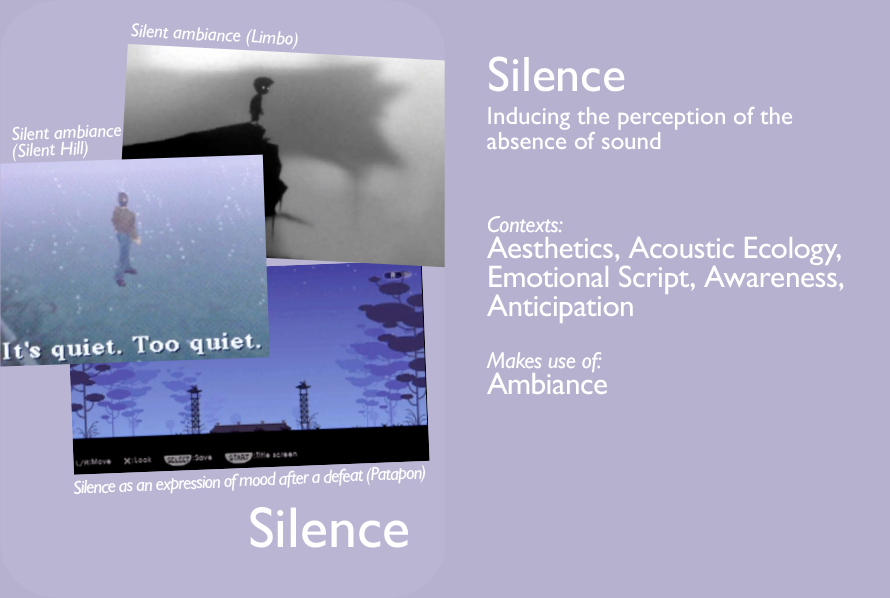 Silent ambiance (Limbo)
Silent ambiance
(Silent Hill)
It's quiet. Too quiet.
L/R:Move X:Look SELECT:Save START:Title screen
Silence as an expression of mood after a defeat (Patapon)
Silence
Silence
Inducing the perception of the
absence of sound
Contexts:
Aesthetics, Acoustic Ecology,
Emotional Script, Awareness,
Anticipation
Makes use of:
Ambiance